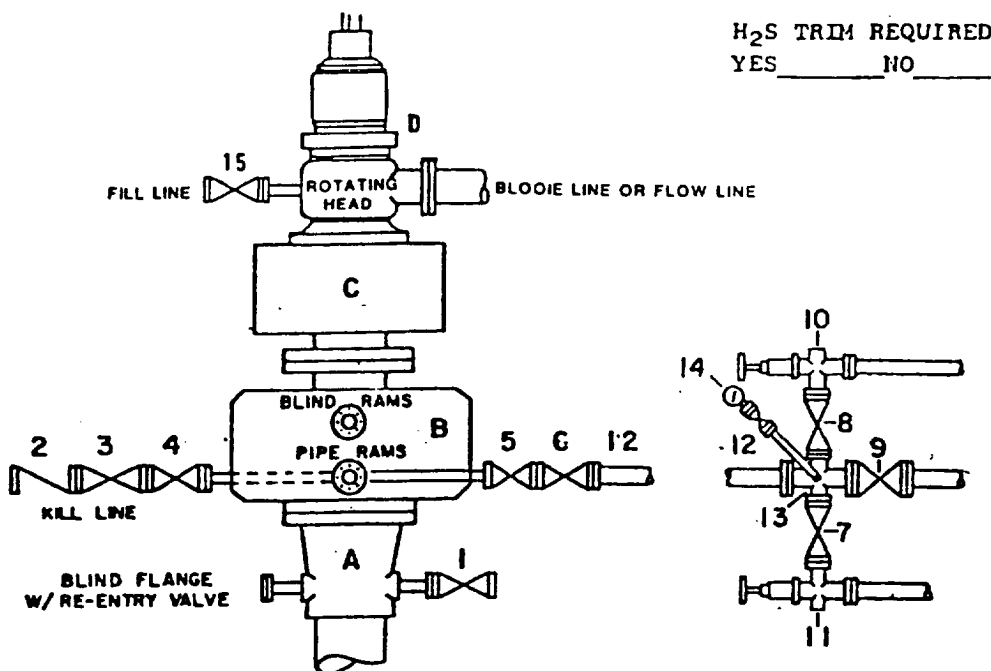 H₂S TRIM REQUIRED
YES______NO______
D
15
FILL LINE
ROTATING
HEAD
BLOOIE LINE OR FLOW LINE
C
10
14
BLIND RAMS
B
8
2 3 4
PIPE RAMS
5 G 12
12
9
KILL LINE
13
7
A
1
BLIND FLANGE
W/ RE-ENTRY VALVE
11